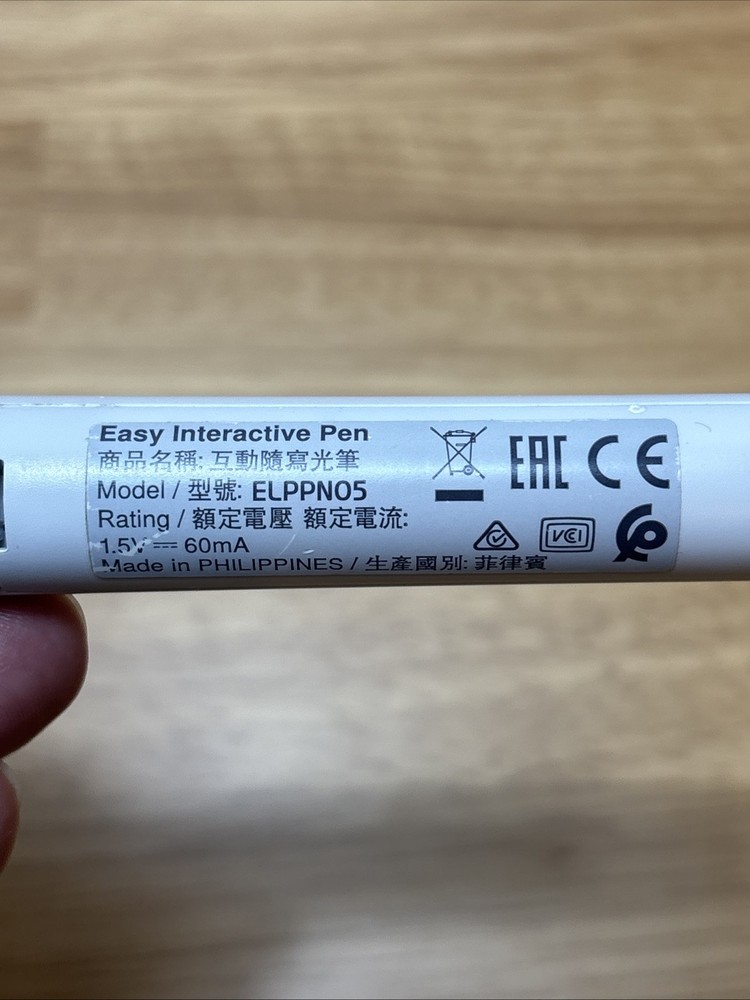 Easy Interactive Pen
商品名稱: 互動隨寫光筆
Model / 型號: ELPPN05
Rating / 額定電壓 額定電流:
1.5V ⎓ 60mA
Made in PHILIPPINES / 生產國別: 菲律賓
EAC CE
VCCI